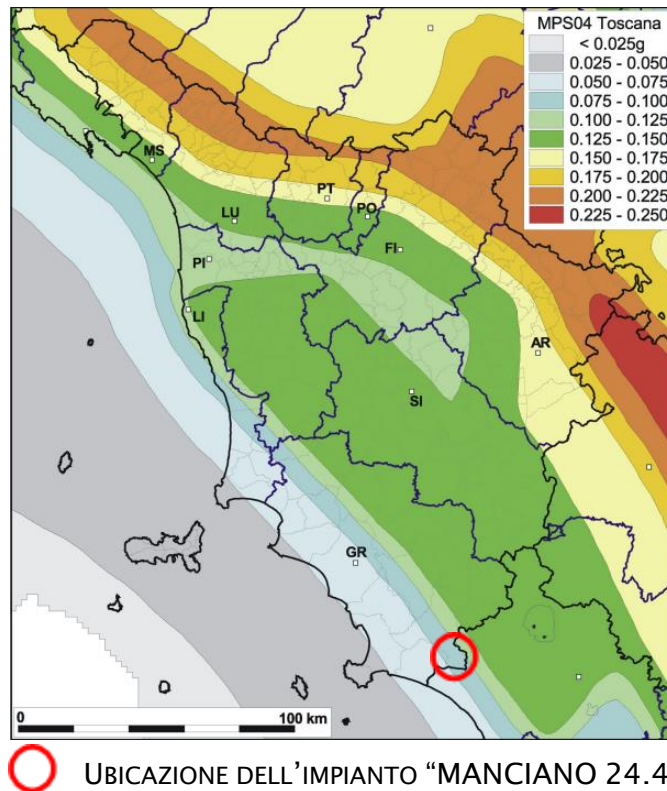 MPS04 Toscana
< 0.025g
0.025 - 0.050
0.050 - 0.075
0.075 - 0.100
0.100 - 0.125
0.125 - 0.150
0.150 - 0.175
0.175 - 0.200
0.200 - 0.225
0.225 - 0.250
MS
PT
LU
PO
FI
PI
LI
AR
SI
GR
0 100 km
UBICAZIONE DELL'IMPIANTO “MANCIANO 24.4